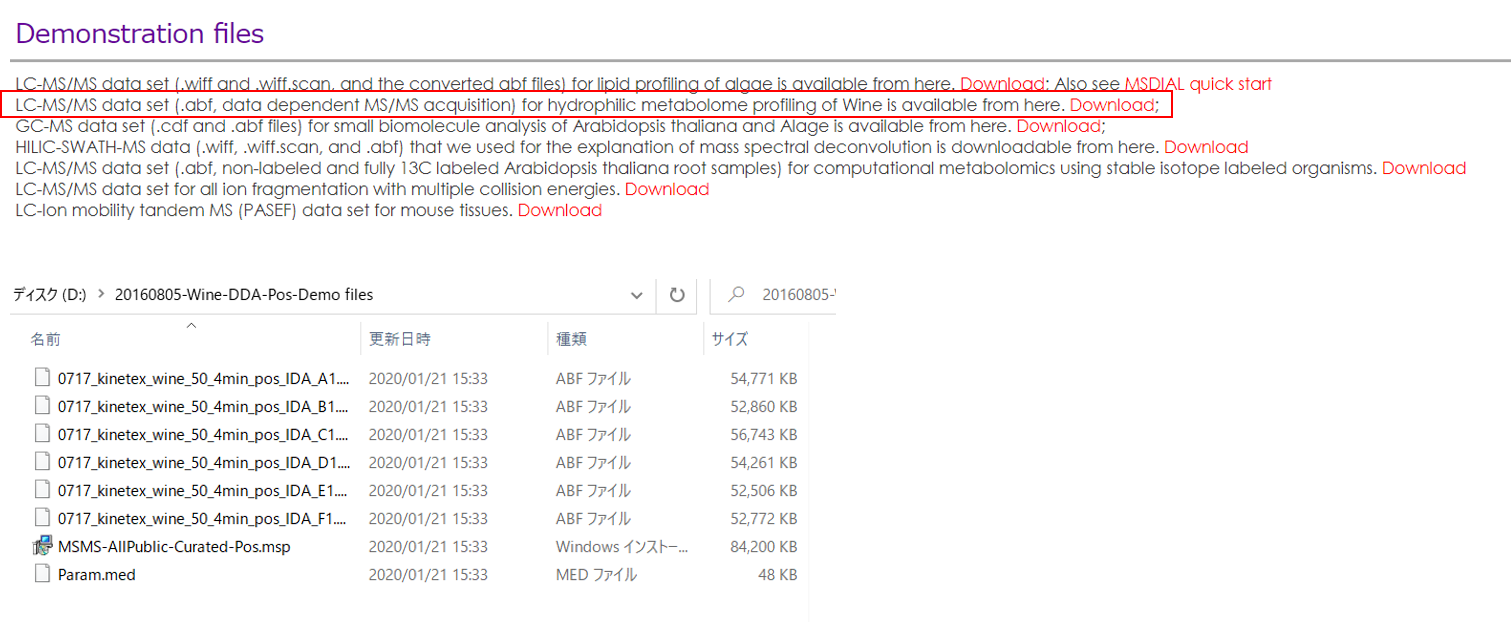 Demonstration files
LC-MS/MS data set (.wiff and .wiff.scan, and the converted abf files) for lipid profiling of algae is available from here. Download; Also see MSDIAL quick start
LC-MS/MS data set (.abf, data dependent MS/MS acquisition) for hydrophilic metabolome profiling of Wine is available from here. Download;
GC-MS data set (.cdf and .abf files) for small biomolecule analysis of Arabidopsis thaliana and Alage is available from here. Download;
HILIC-SWATH-MS data (.wiff, .wiff.scan, and .abf) that we used for the explanation of mass spectral deconvolution is downloadable from here. Download
LC-MS/MS data set (.abf, non-labeled and fully 13C labeled Arabidopsis thaliana root samples) for computational metabolomics using stable isotope labeled organisms. Download
LC-MS/MS data set for all ion fragmentation with multiple collision energies. Download
LC-Ion mobility tandem MS (PASEF) data set for mouse tissues. Download
ディスク (D:) > 20160805-Wine-DDA-Pos-Demo files 20160805-
名前 更新日時 種類 サイズ
0717_kinetex_wine_50_4min_pos_IDA_A1.... 2020/01/21 15:33 ABF ファイル 54,771 KB
0717_kinetex_wine_50_4min_pos_IDA_B1.... 2020/01/21 15:33 ABF ファイル 52,860 KB
0717_kinetex_wine_50_4min_pos_IDA_C1.... 2020/01/21 15:33 ABF ファイル 56,743 KB
0717_kinetex_wine_50_4min_pos_IDA_D1.... 2020/01/21 15:33 ABF ファイル 54,261 KB
0717_kinetex_wine_50_4min_pos_IDA_E1.... 2020/01/21 15:33 ABF ファイル 52,506 KB
0717_kinetex_wine_50_4min_pos_IDA_F1.... 2020/01/21 15:33 ABF ファイル 52,772 KB
MSMS-AllPublic-Curated-Pos.msp 2020/01/21 15:33 Windows インストー... 84,200 KB
Param.med 2020/01/21 15:33 MED ファイル 48 KB